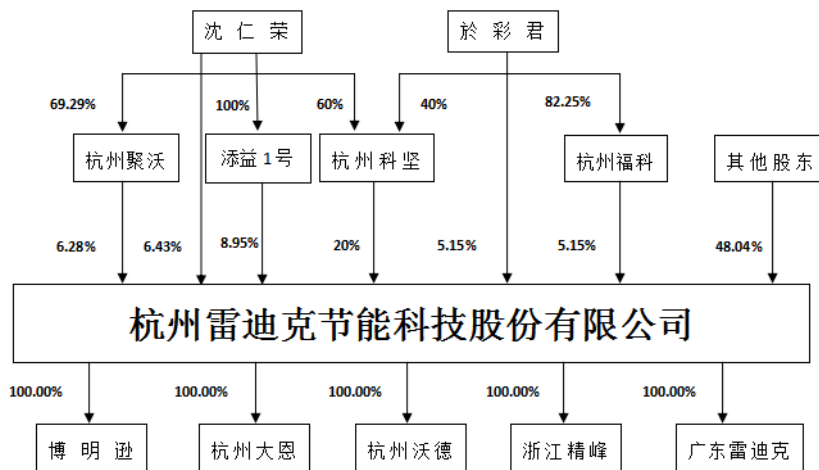 沈 仁 荣
於 彩 君
69.29%
100%
60%
40%
82.25%
杭州聚沃
添益1号
杭州科坚
杭州福科
其他股东
6.28%
6.43%
8.95%
20%
5.15%
5.15%
48.04%
杭州雷迪克节能科技股份有限公司
100.00%
100.00%
100.00%
100.00%
100.00%
博 明 逊
杭州大恩
杭州沃德
浙江精峰
广东雷迪克